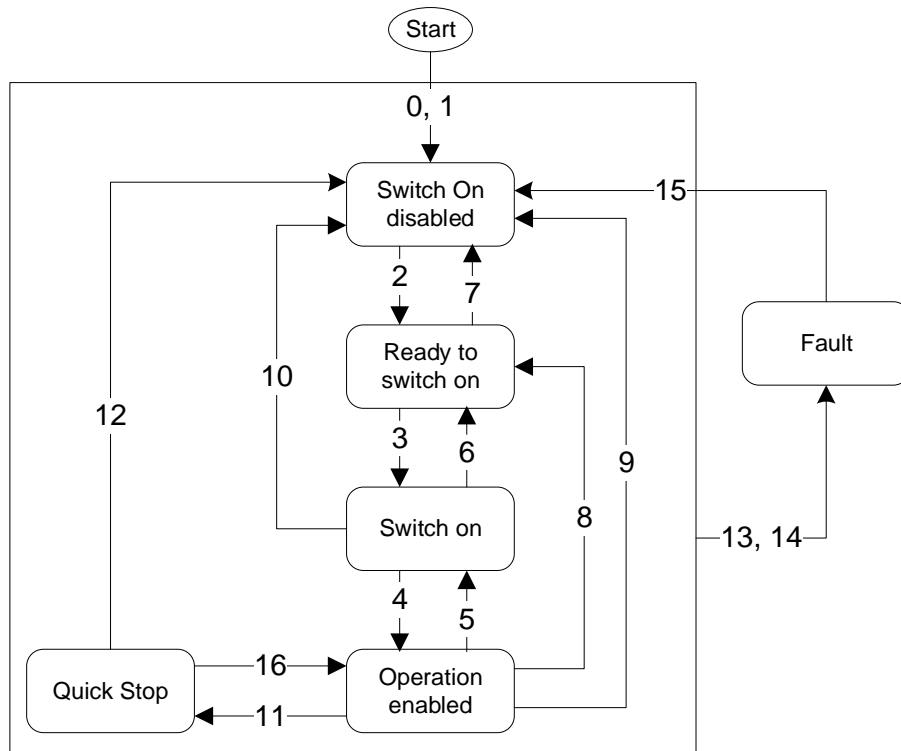 Start
0, 1
Switch On
disabled
15
2
7
Ready to
switch on
Fault
10
12
3
6
9
8
Switch on
13, 14
4
5
16
Quick Stop
Operation
enabled
11